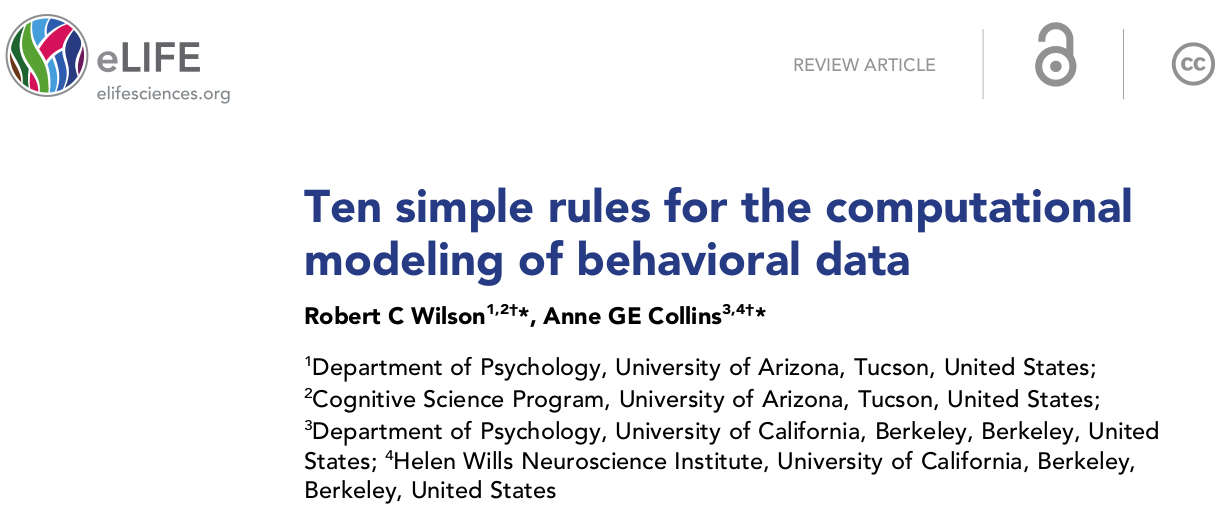 eLIFE
elifesciences.org
REVIEW ARTICLE
cc
Ten simple rules for the computational
modeling of behavioral data
Robert C Wilson1,2†*, Anne GE Collins3,4†*
1Department of Psychology, University of Arizona, Tucson, United States;
2Cognitive Science Program, University of Arizona, Tucson, United States;
3Department of Psychology, University of California, Berkeley, Berkeley, United
States; 4Helen Wills Neuroscience Institute, University of California, Berkeley,
Berkeley, United States